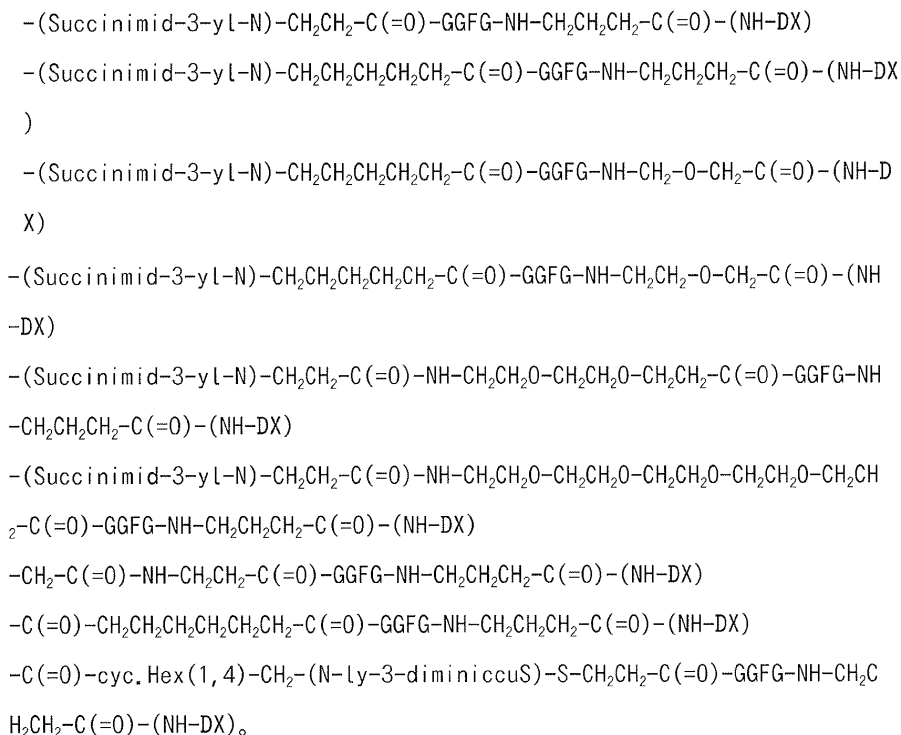 -(Succinimid-3-yl-N)-CH₂CH₂-C(=O)-GGFG-NH-CH₂CH₂CH₂-C(=O)-(NH-DX)
-(Succinimid-3-yl-N)-CH₂CH₂CH₂CH₂CH₂-C(=O)-GGFG-NH-CH₂CH₂CH₂-C(=O)-(NH-DX
)
-(Succinimid-3-yl-N)-CH₂CH₂CH₂CH₂CH₂-C(=O)-GGFG-NH-CH₂-O-CH₂-C(=O)-(NH-D
X)
-(Succinimid-3-yl-N)-CH₂CH₂CH₂CH₂CH₂-C(=O)-GGFG-NH-CH₂CH₂-O-CH₂-C(=O)-(NH
-DX)
-(Succinimid-3-yl-N)-CH₂CH₂-C(=O)-NH-CH₂CH₂O-CH₂CH₂O-CH₂CH₂-C(=O)-GGFG-NH
-CH₂CH₂CH₂-C(=O)-(NH-DX)
-(Succinimid-3-yl-N)-CH₂CH₂-C(=O)-NH-CH₂CH₂O-CH₂CH₂O-CH₂CH₂O-CH₂CH₂O-CH₂CH
₂-C(=O)-GGFG-NH-CH₂CH₂CH₂-C(=O)-(NH-DX)
-CH₂-C(=O)-NH-CH₂CH₂-C(=O)-GGFG-NH-CH₂CH₂CH₂-C(=O)-(NH-DX)
-C(=O)-CH₂CH₂CH₂CH₂CH₂CH₂-C(=O)-GGFG-NH-CH₂CH₂CH₂-C(=O)-(NH-DX)
-C(=O)-cyc.Hex(1,4)-CH₂-(N-ly-3-diminiccuS)-S-CH₂CH₂-C(=O)-GGFG-NH-CH₂C
H₂CH₂-C(=O)-(NH-DX)。